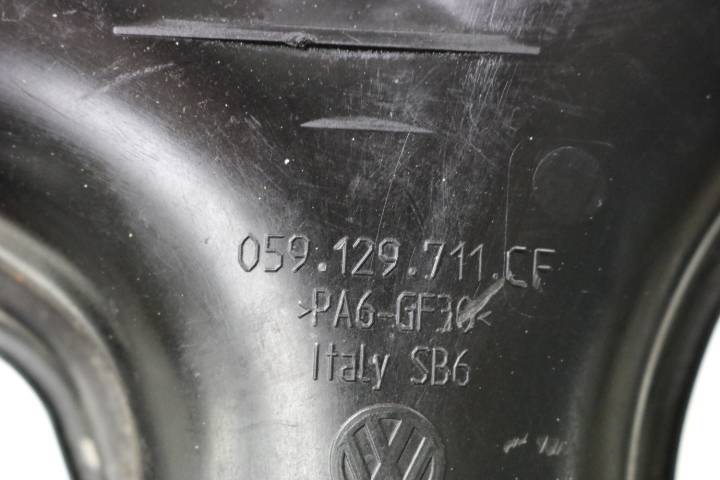 059.129.711.CF
>PA6-GF30<
Italy SB6